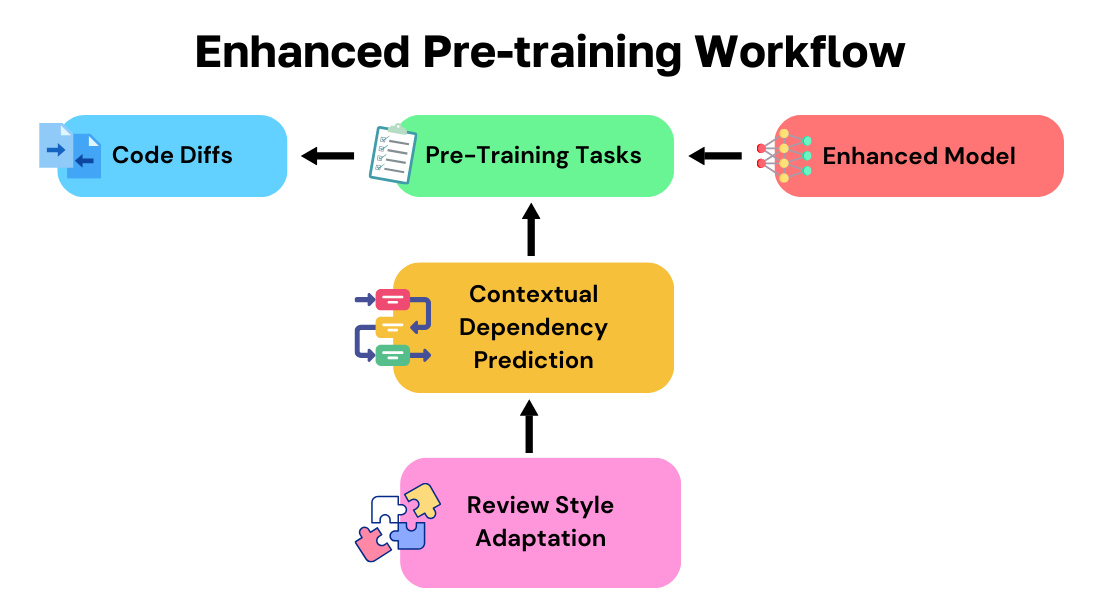 Enhanced Pre-training Workflow
Code Diffs
Pre-Training Tasks
Enhanced Model
Contextual
Dependency
Prediction
Review Style
Adaptation